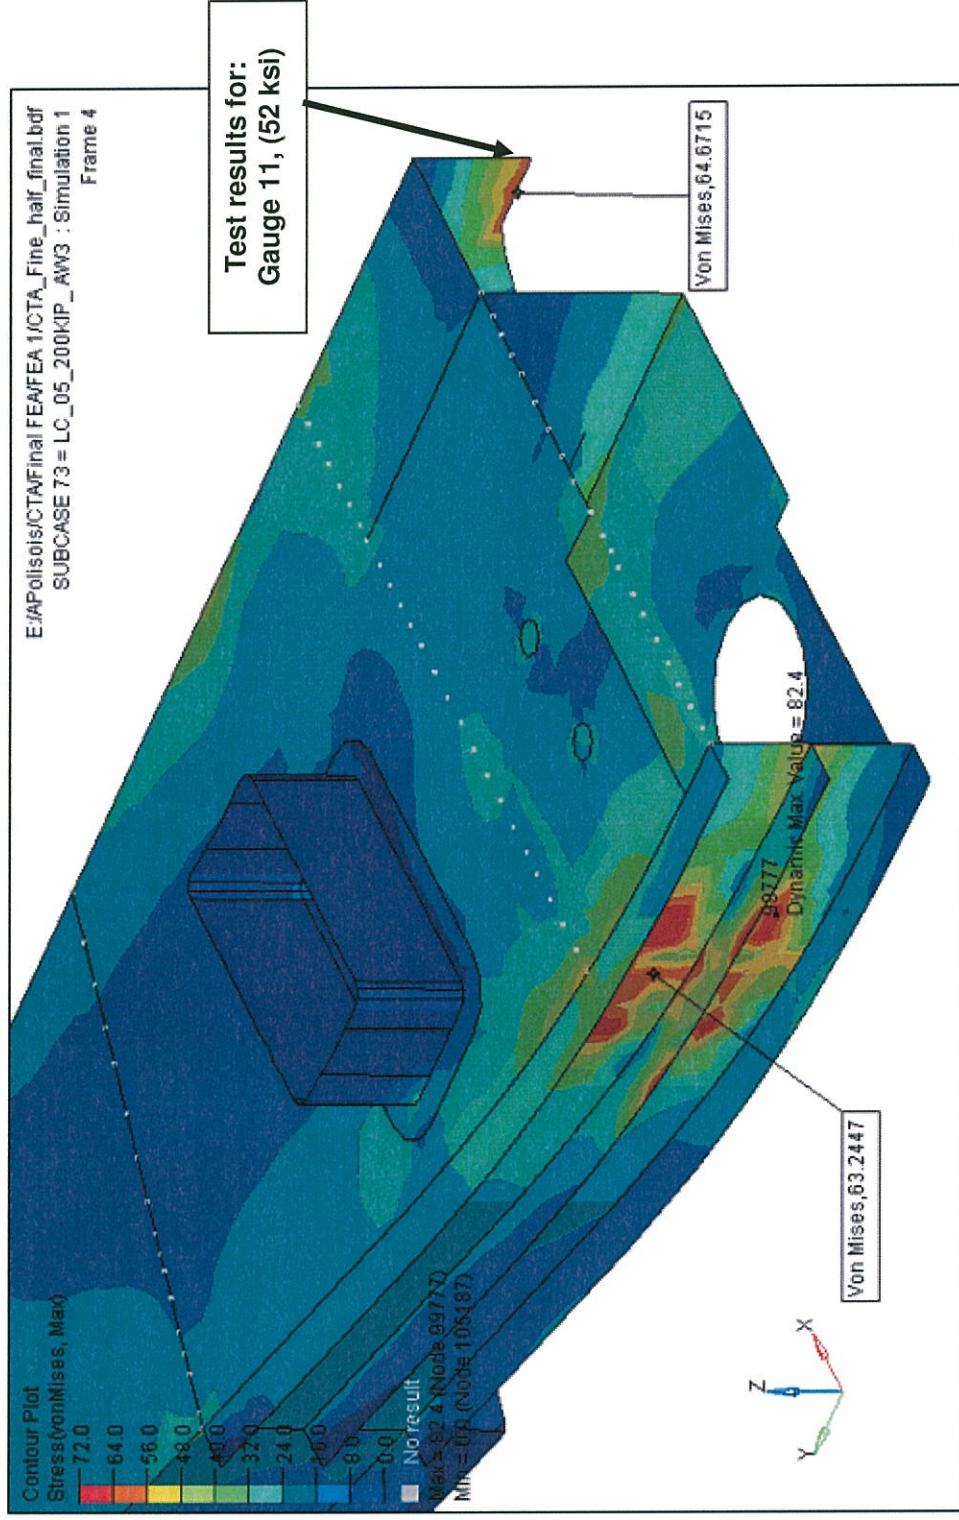 E:/APolisois/CTA/Final FEA/FEA 1/CTA_Fine_half_final.bdf
SUBCASE 73 = LC_05_200KIP_AW3 : Simulation 1
Frame 4
Contour Plot
Stress(vonMises, Max)
72.0
64.0
56.0
48.0
40.0
32.0
24.0
16.0
8.0
0.0
No result
Max = 82.4 (Node 99777)
Min = 0.0 (Node 105187)
Test results for:
Gauge 11, (52 ksi)
Von Mises,64.6715
99777
Dynamic Max Value = 82.4
Von Mises,63.2447
Z
X
Y